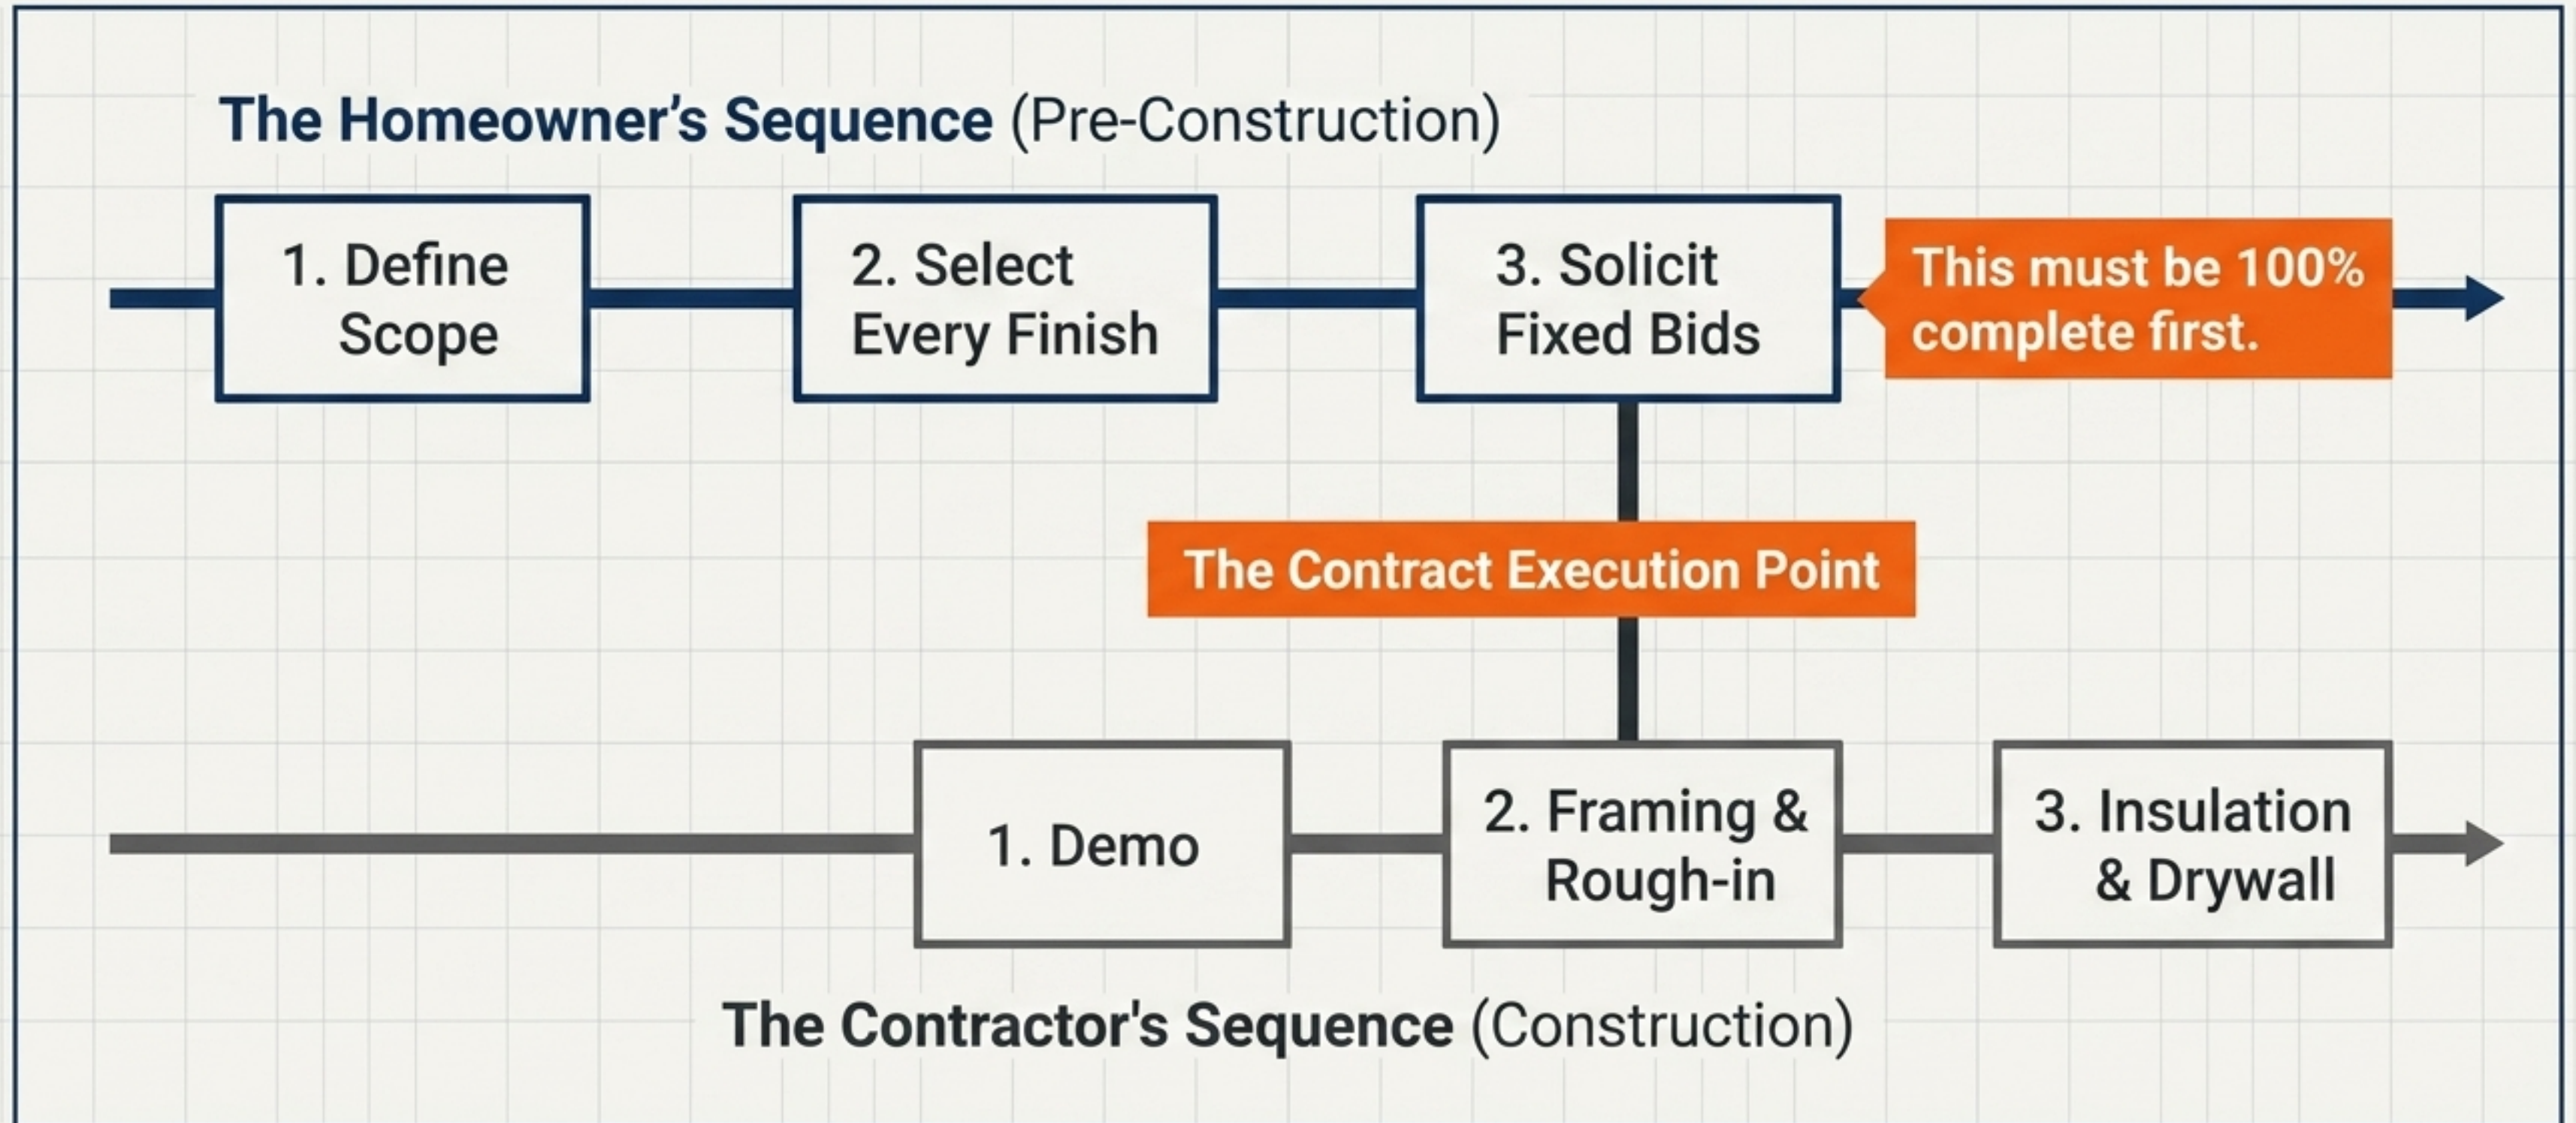 The Homeowner’s Sequence (Pre-Construction)
1. Define
Scope
2. Select
Every Finish
3. Solicit
Fixed Bids
This must be 100%
complete first.
The Contract Execution Point
1. Demo
2. Framing &
Rough-in
3. Insulation
& Drywall
The Contractor's Sequence (Construction)